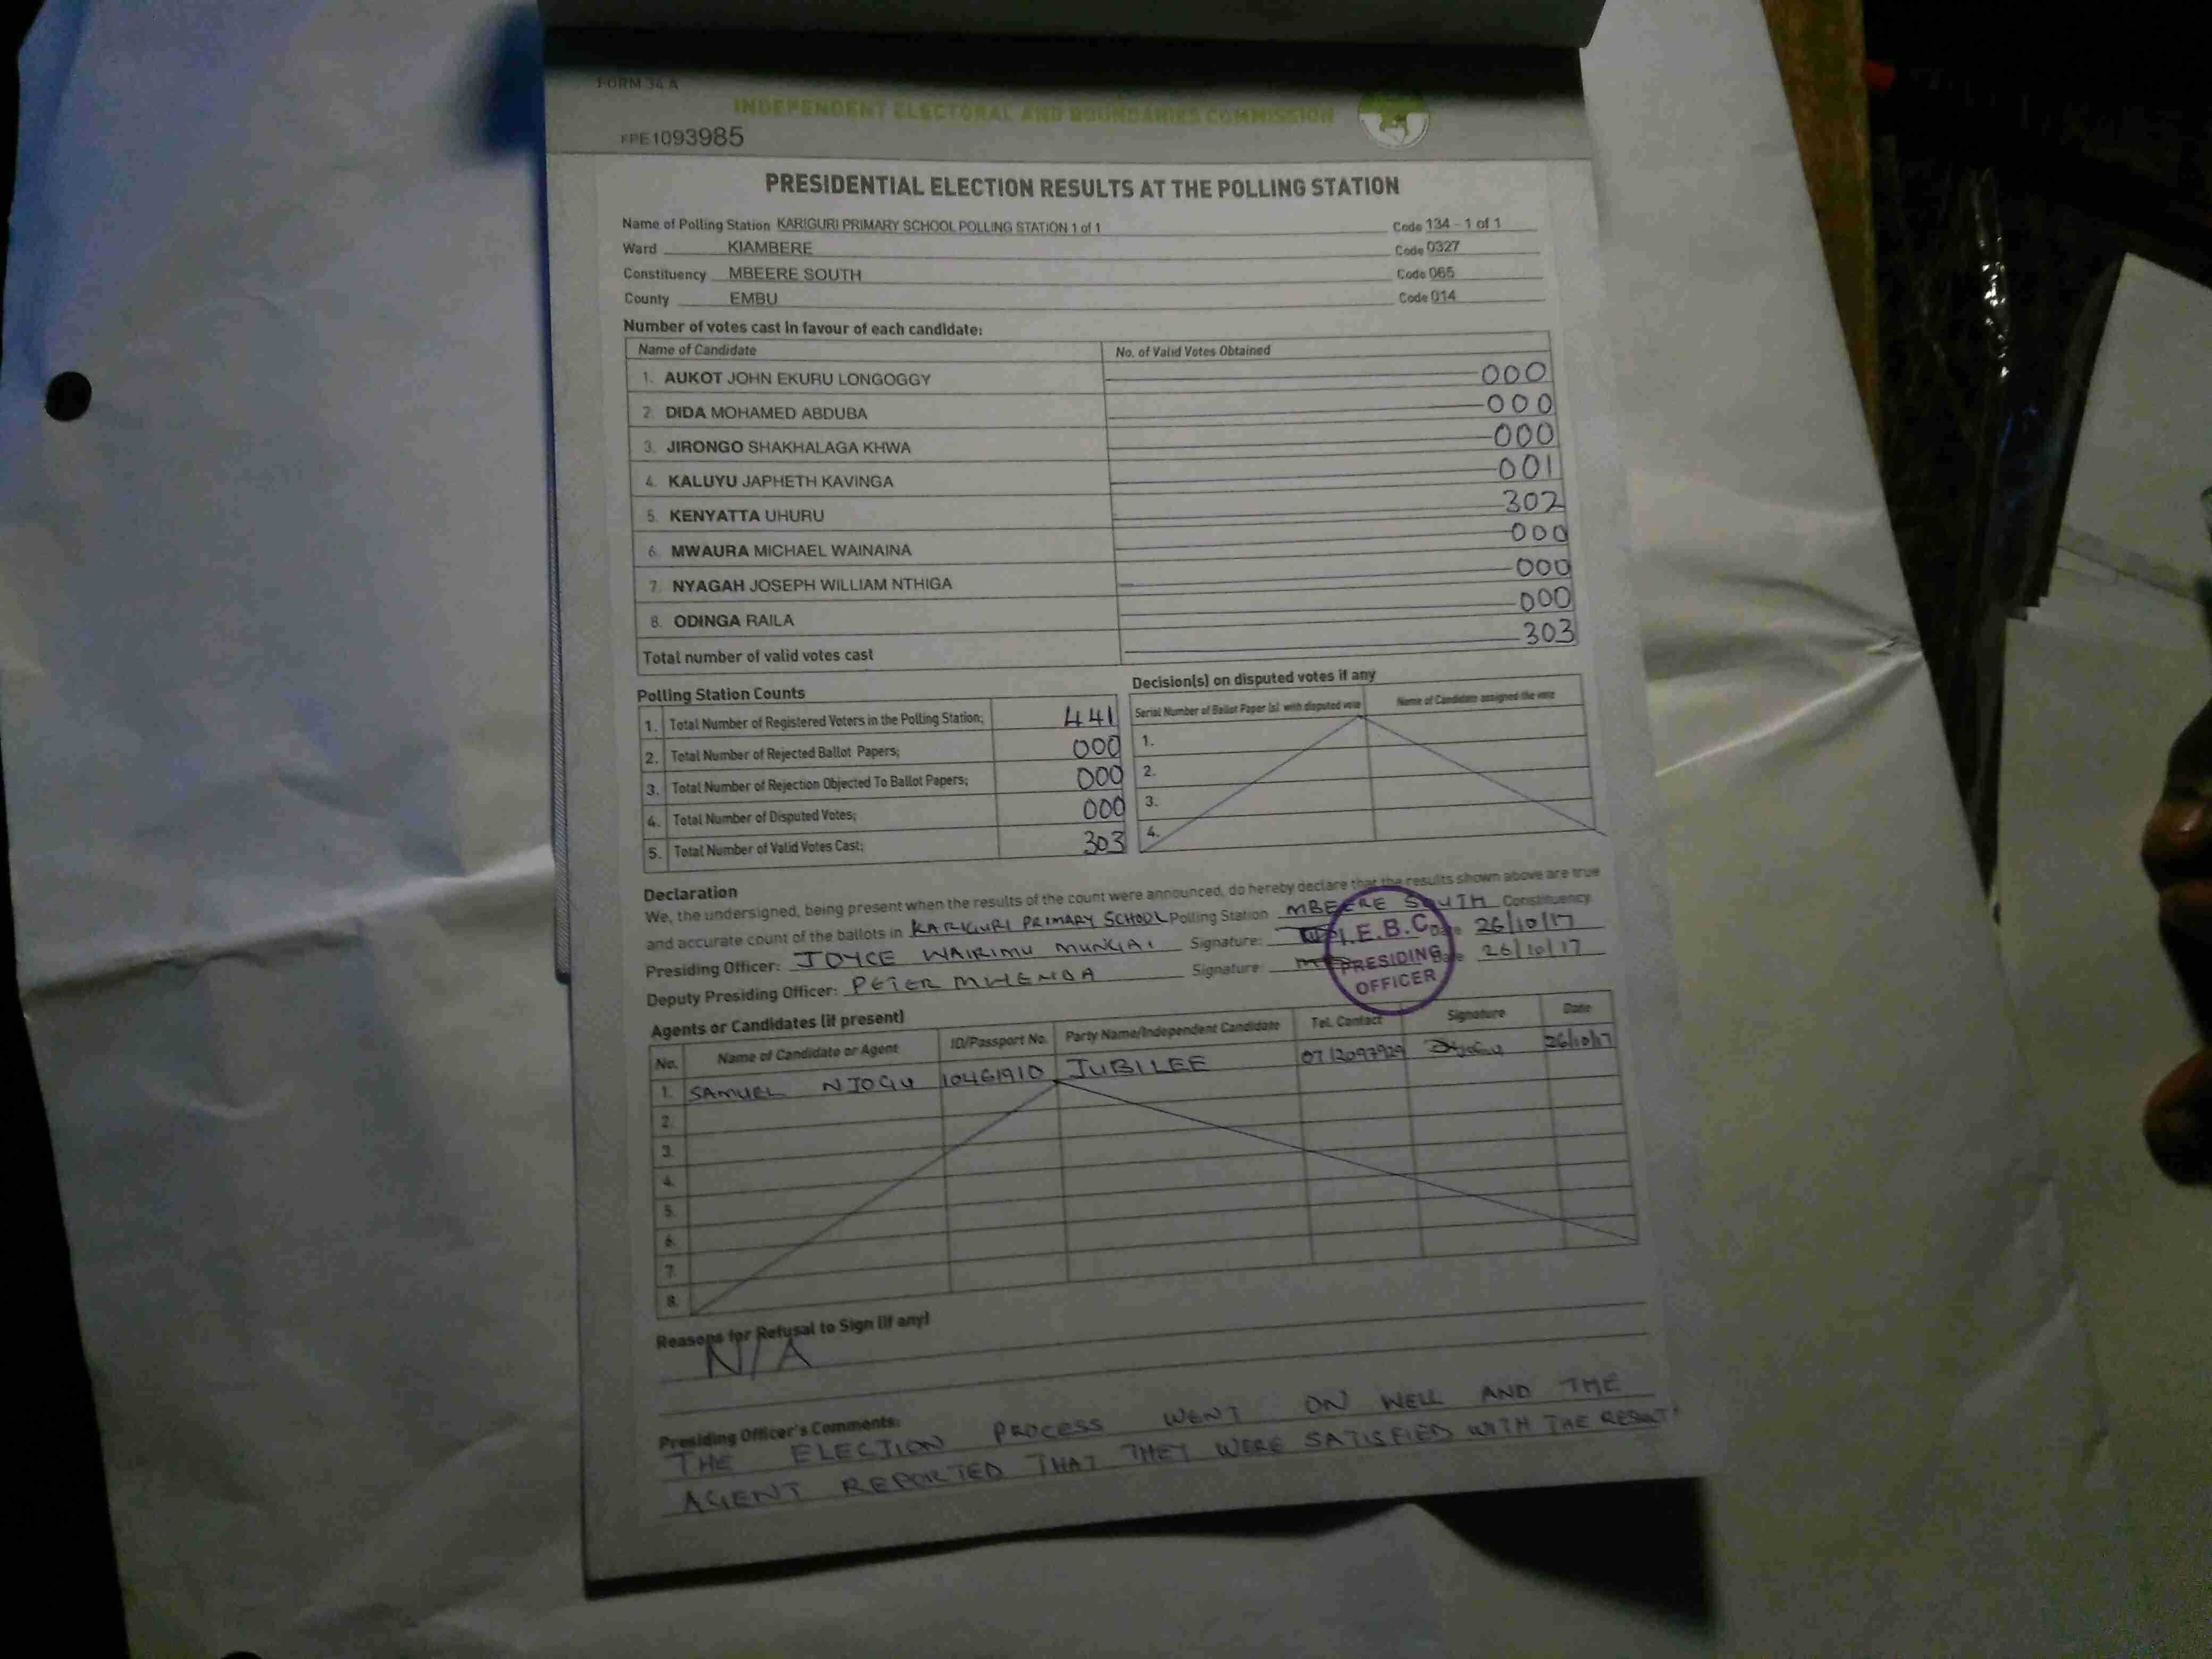 FORM 34 A
INDEPENDENT ELECTORAL AND BOUNDARIES COMMISSION
FPE1093985
PRESIDENTIAL ELECTION RESULTS AT THE POLLING STATION
Name of Polling Station KARIGURI PRIMARY SCHOOL POLLING STATION 1 of 1 Code 134 - 1 of 1
Ward KIAMBERE Code 0327
Constituency MBEERE SOUTH Code 065
County EMBU Code 014
Number of votes cast in favour of each candidate:
Name of Candidate No. of Valid Votes Obtained
1. AUKOT JOHN EKURU LONGOGGY 000
2. DIDA MOHAMED ABDUBA 000
3. JIRONGO SHAKHALAGA KHWA 000
4. KALUYU JAPHETH KAVINGA 001
5. KENYATTA UHURU 302
6. MWAURA MICHAEL WAINAINA 000
7. NYAGAH JOSEPH WILLIAM NTHIGA 000
8. ODINGA RAILA 000
Total number of valid votes cast 303
Polling Station Counts
1. Total Number of Registered Voters in the Polling Station; 441
2. Total Number of Rejected Ballot Papers; 000
3. Total Number of Rejection Objected To Ballot Papers; 000
4. Total Number of Disputed Votes; 000
5. Total Number of Valid Votes Cast; 303
Decision(s) on disputed votes if any
Serial Number of Ballot Paper (s) with disputed vote Name of Candidate assigned the vote
1.
2.
3.
4.
Declaration
We, the undersigned, being present when the results of the count were announced, do hereby declare that the results shown above are true
and accurate count of the ballots in KARIGURI PRIMARY SCHOOL Polling Station MBEERE SOUTH Constituency
Presiding Officer: JOYCE WAIRIMU MUNGAI Signature: Date 26/10/17
Deputy Presiding Officer: PETER MWENDA Signature: Date 26/10/17
I.E.B.C
PRESIDING
OFFICER
Agents or Candidates (if present)
No. Name of Candidate or Agent ID/Passport No. Party Name/Independent Candidate Tel. Contact Signature Date
1. SAMUEL NJOGU 10461910 JUBILEE 0713097929 26/10/17
2.
3.
4.
5.
6.
7.
8.
Reasons for Refusal to Sign (if any)
N/A
Presiding Officer's Comments:
THE ELECTION PROCESS WENT ON WELL AND THE
AGENT REPORTED THAT THEY WERE SATISFIED WITH THE RESULT